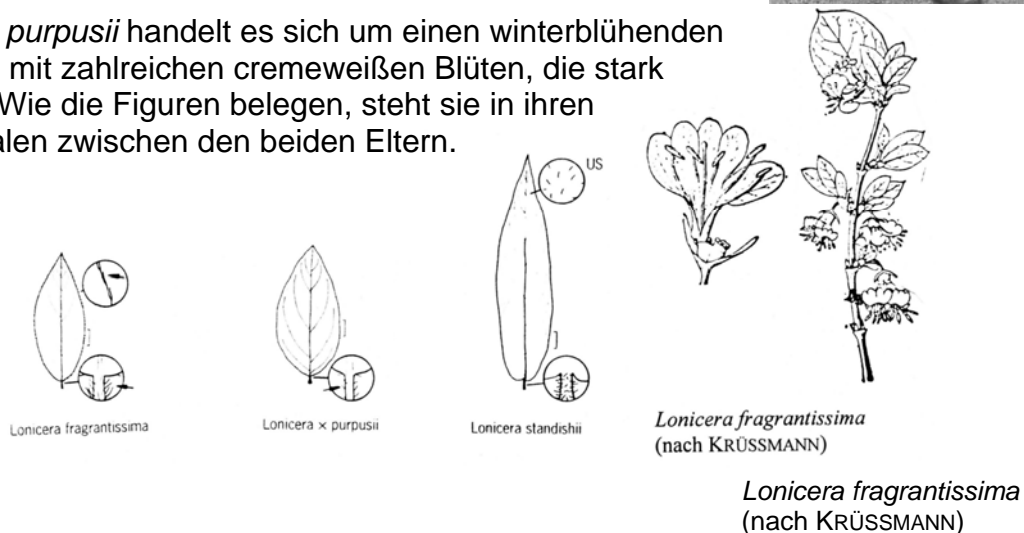 purpusii handelt es sich um einen winterblühenden
mit zahlreichen cremeweißen Blüten, die stark
Wie die Figuren belegen, steht sie in ihren
alen zwischen den beiden Eltern.
US
Lonicera fragrantissima
Lonicera × purpusii
Lonicera standishii
Lonicera fragrantissima
(nach KRÜSSMANN)
Lonicera fragrantissima
(nach KRÜSSMANN)